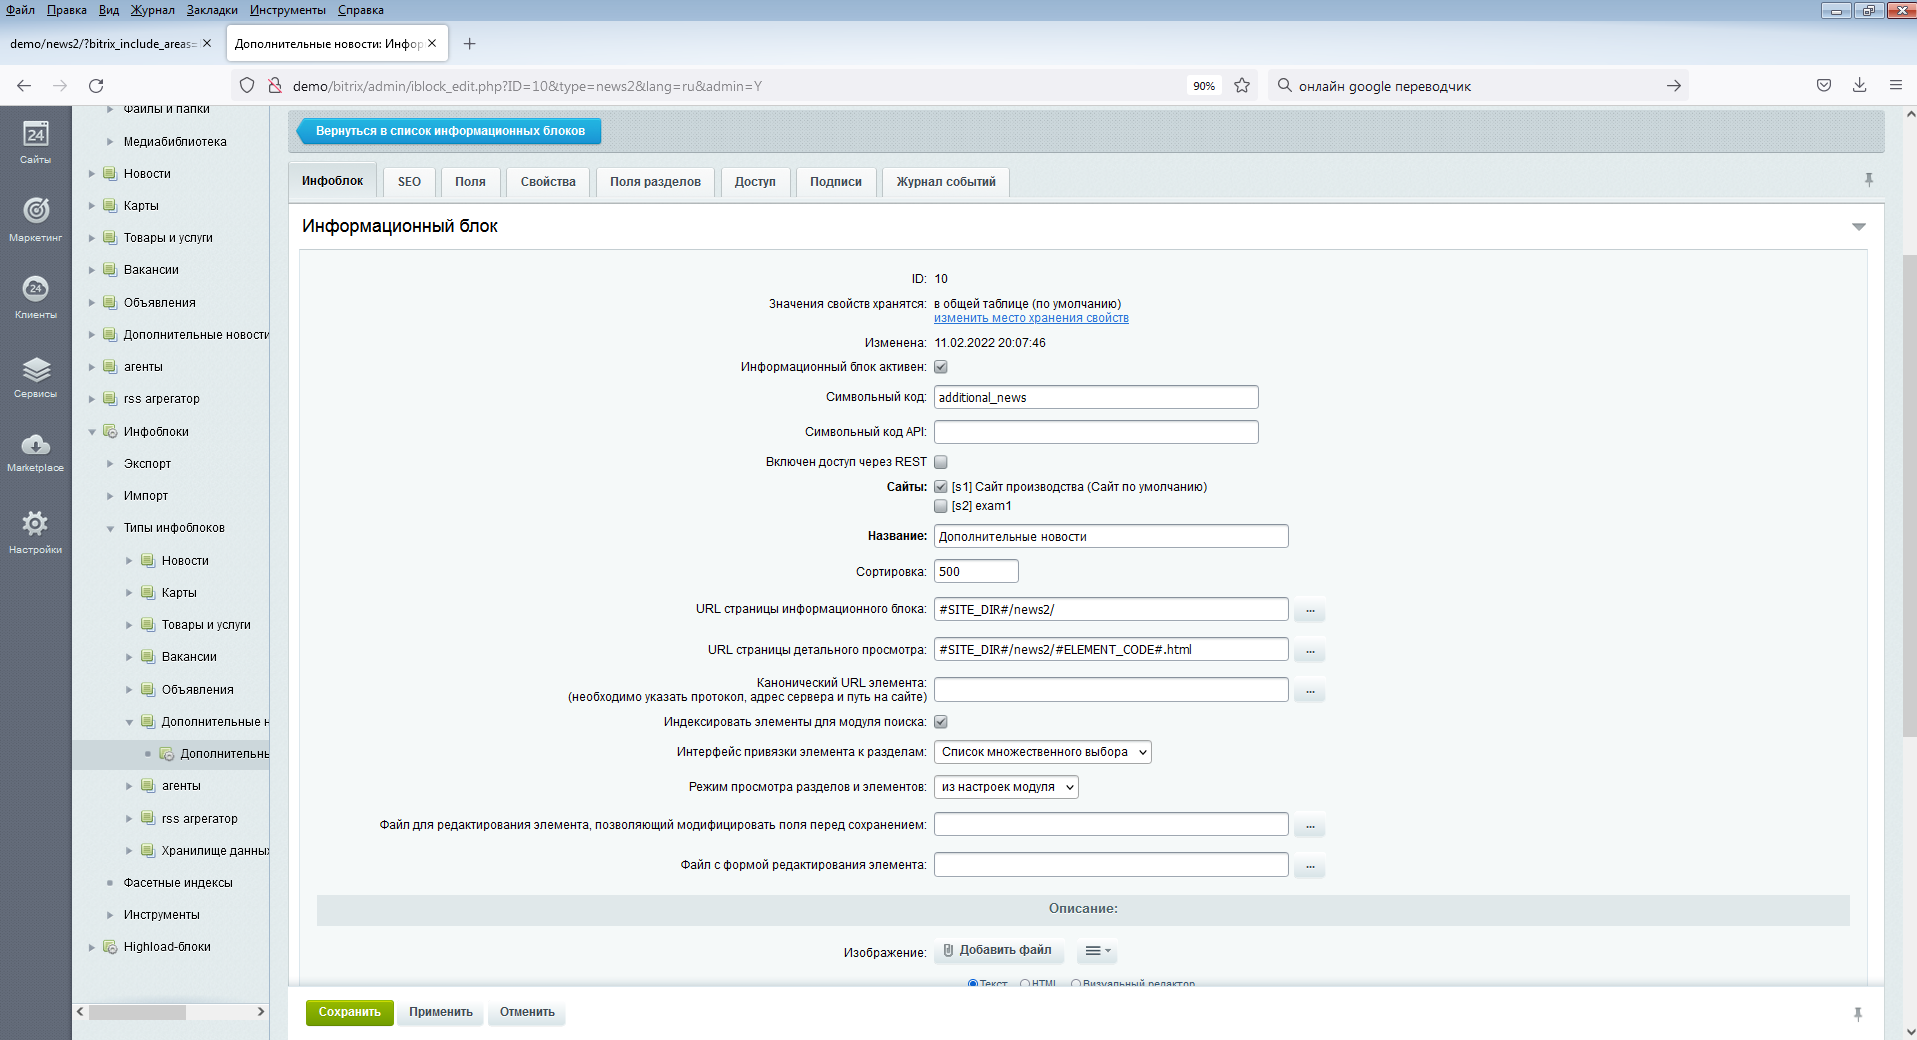 Файл Правка Вид Журнал Закладки Инструменты Справка
demo/news2/?bitrix_include_areas=
Дополнительные новости: Инфор
demo/bitrix/admin/iblock_edit.php?ID=10&type=news2&lang=ru&admin=Y
90%
онлайн google переводчик
24
Сайты
Маркетинг
24
Клиенты
Сервисы
Marketplace
Настройки
Файлы и папки
Медиабиблиотека
Новости
Карты
Товары и услуги
Вакансии
Объявления
Дополнительные новости
агенты
rss агрегатор
Инфоблоки
Экспорт
Импорт
Типы инфоблоков
Новости
Карты
Товары и услуги
Вакансии
Объявления
Дополнительные н
Дополнительнь
агенты
rss агрегатор
Хранилище данны
Фасетные индексы
Инструменты
Highload-блоки
Вернуться в список информационных блоков
Инфоблок SEO Поля Свойства Поля разделов Доступ Подписи Журнал событий
Информационный блок
ID: 10
Значения свойств хранятся: в общей таблице (по умолчанию)
изменить место хранения свойств
Изменена: 11.02.2022 20:07:46
Информационный блок активен:
Символьный код: additional_news
Символьный код API:
Включен доступ через REST
Сайты: [s1] Сайт производства (Сайт по умолчанию)
[s2] exam1
Название: Дополнительные новости
Сортировка: 500
URL страницы информационного блока: #SITE_DIR#/news2/ ...
URL страницы детального просмотра: #SITE_DIR#/news2/#ELEMENT_CODE#.html ...
Канонический URL элемента:
(необходимо указать протокол, адрес сервера и путь на сайте) ...
Индексировать элементы для модуля поиска:
Интерфейс привязки элемента к разделам: Список множественного выбора
Режим просмотра разделов и элементов: из настроек модуля
Файл для редактирования элемента, позволяющий модифицировать поля перед сохранением: ...
Файл с формой редактирования элемента: ...
Описание:
Изображение: Добавить файл
Текст HTML Визуальный редактор
Сохранить Применить Отменить